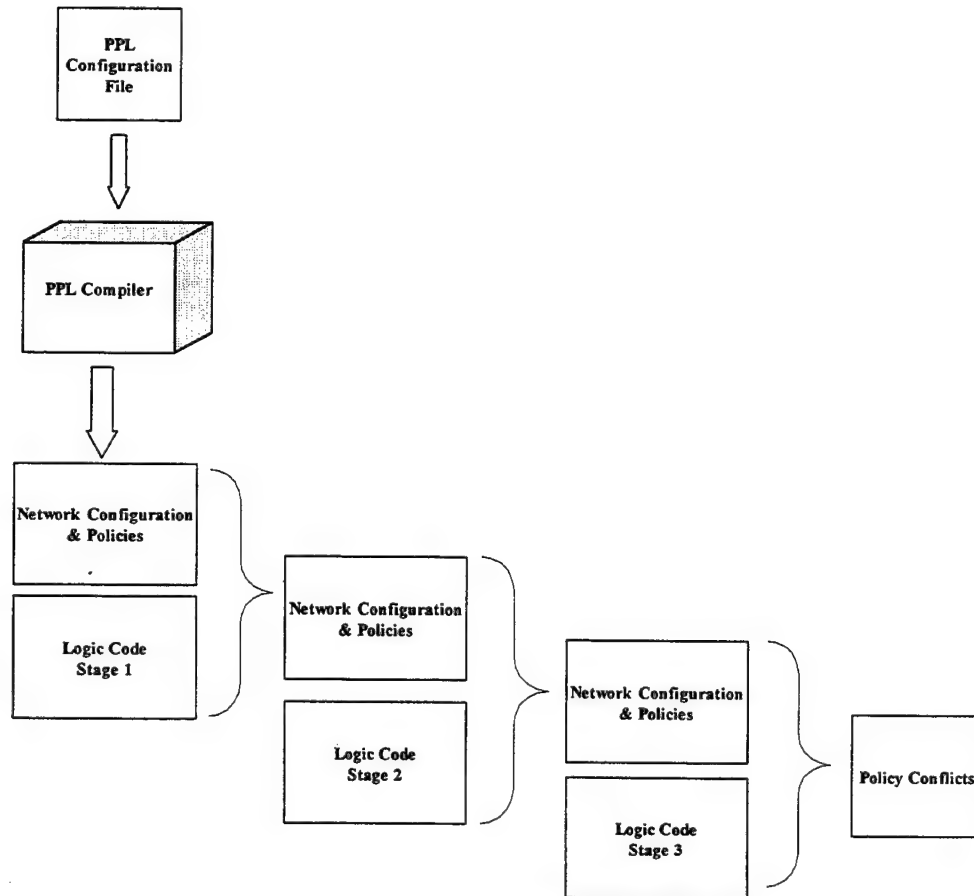 PPL
Configuration
File
PPL Compiler
Network Configuration
& Policies
Logic Code
Stage 1
Network Configuration
& Policies
Logic Code
Stage 2
Network Configuration
& Policies
Logic Code
Stage 3
Policy Conflicts